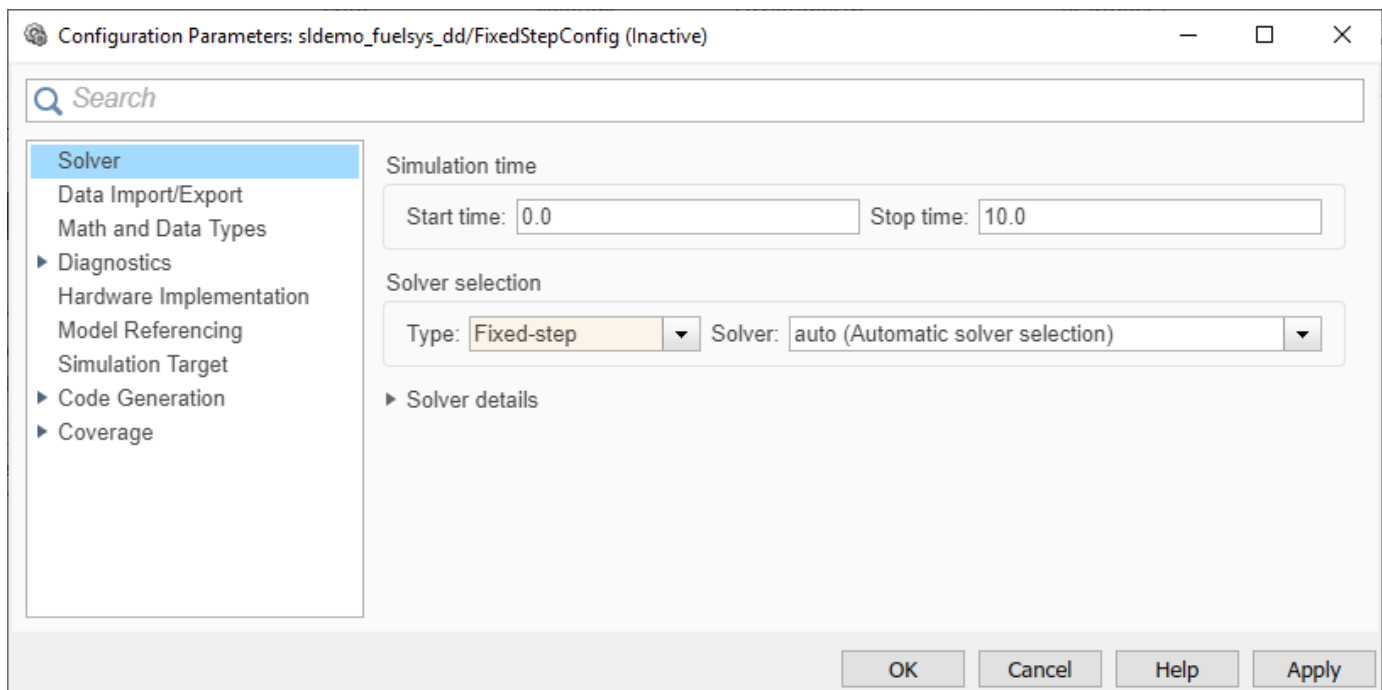 Configuration Parameters: sldemo_fuelsys_dd/FixedStepConfig (Inactive)
Search
Solver
Data Import/Export
Math and Data Types
Diagnostics
Hardware Implementation
Model Referencing
Simulation Target
Code Generation
Coverage
Simulation time
Start time: 0.0 Stop time: 10.0
Solver selection
Type: Fixed-step Solver: auto (Automatic solver selection)
Solver details
OK Cancel Help Apply